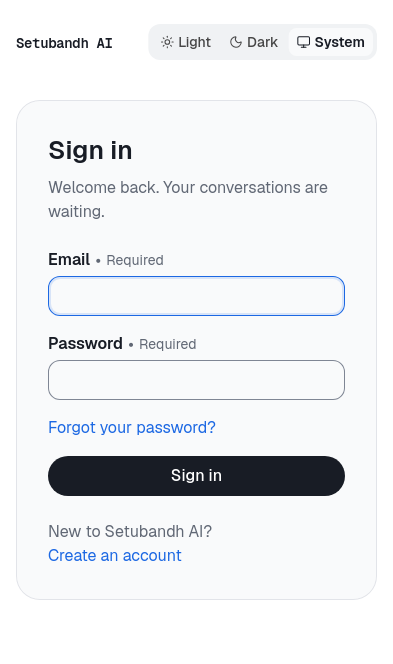 Setubandh AI
Light Dark System
Sign in
Welcome back. Your conversations are
waiting.
Email • Required
Password • Required
Forgot your password?
Sign in
New to Setubandh AI?
Create an account